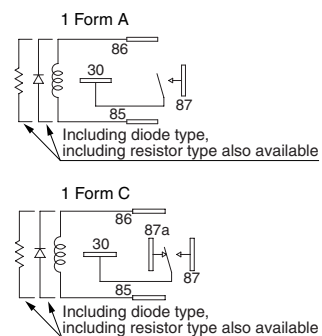 1 Form A
86
30
87
85
Including diode type,
including resistor type also available
1 Form C
86
87a
30
87
85
Including diode type,
including resistor type also available